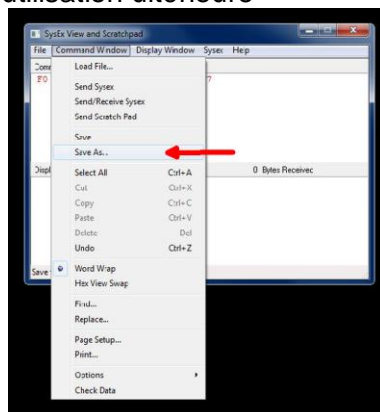 utilisation ultérieure
SysEx View and Scratchpad
File Command Window Display Window Sysex Help
F0 7
Load File...
Send Sysex
Send/Receive Sysex
Send Scratch Pad
Save
Save As..
Select All Ctrl+A
0 Bytes Received
Cut Ctrl+X
Copy Ctrl+C
Paste Ctrl+V
Delete Del
Undo Ctrl+Z
Save
Word Wrap
Hex View Swap
Find...
Replace...
Page Setup...
Print...
Options
Check Data